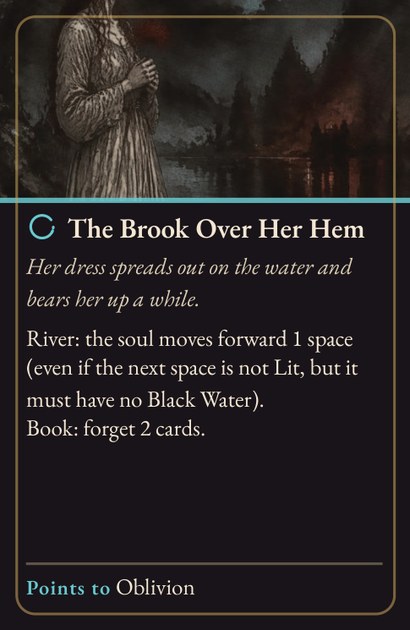 The Brook Over Her Hem
Her dress spreads out on the water and
bears her up a while.
River: the soul moves forward 1 space
(even if the next space is not Lit, but it
must have no Black Water).
Book: forget 2 cards.
Points to Oblivion